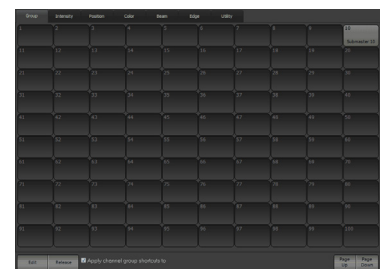 Group Intensity Position Color Beam Edge Utility
1 2 3 4 5 6 7 8 9 10
Submaster 10
11 12 13 14 15 16 17 18 19 20
21 22 23 24 25 26 27 28 29 30
31 32 33 34 35 36 37 38 39 40
41 42 43 44 45 46 47 48 49 50
51 52 53 54 55 56 57 58 59 60
61 62 63 64 65 66 67 68 69 70
71 72 73 74 75 76 77 78 79 80
81 82 83 84 85 86 87 88 89 90
91 92 93 94 95 96 97 98 99 100
Edit Release Apply channel group shortcuts to Page Up Page Down